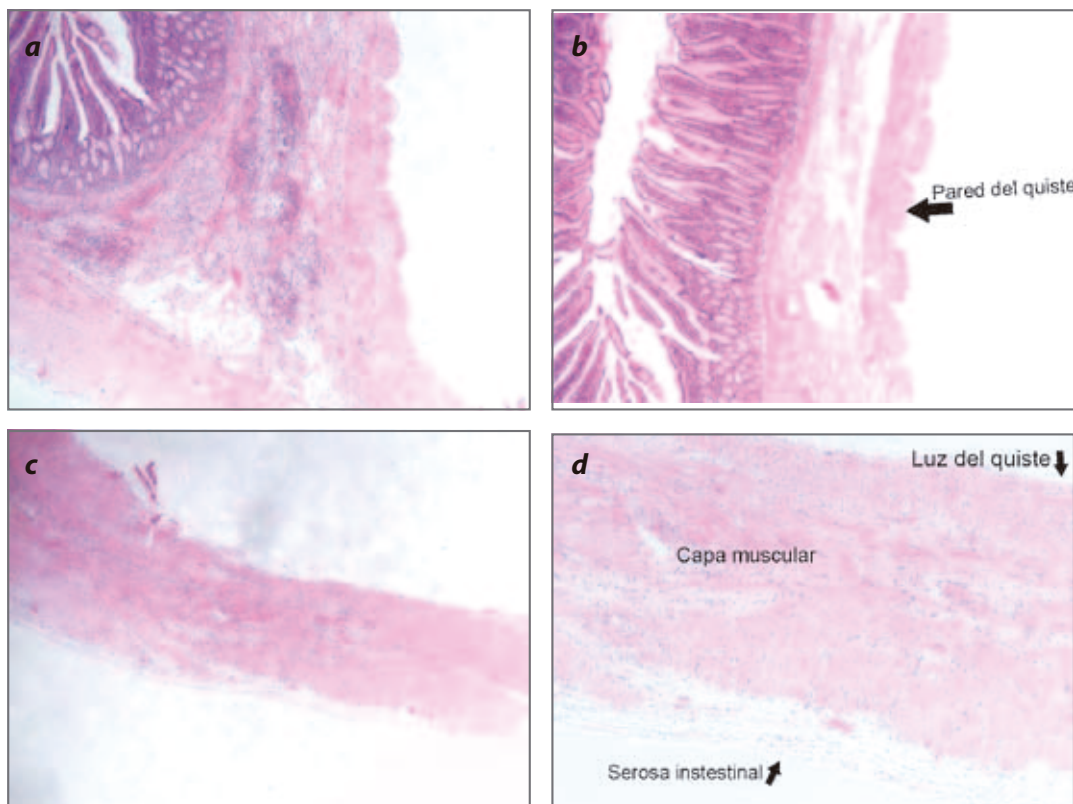 a
b
Pared del quiste
c
d
Luz del quiste
Capa muscular
Serosa instestinal